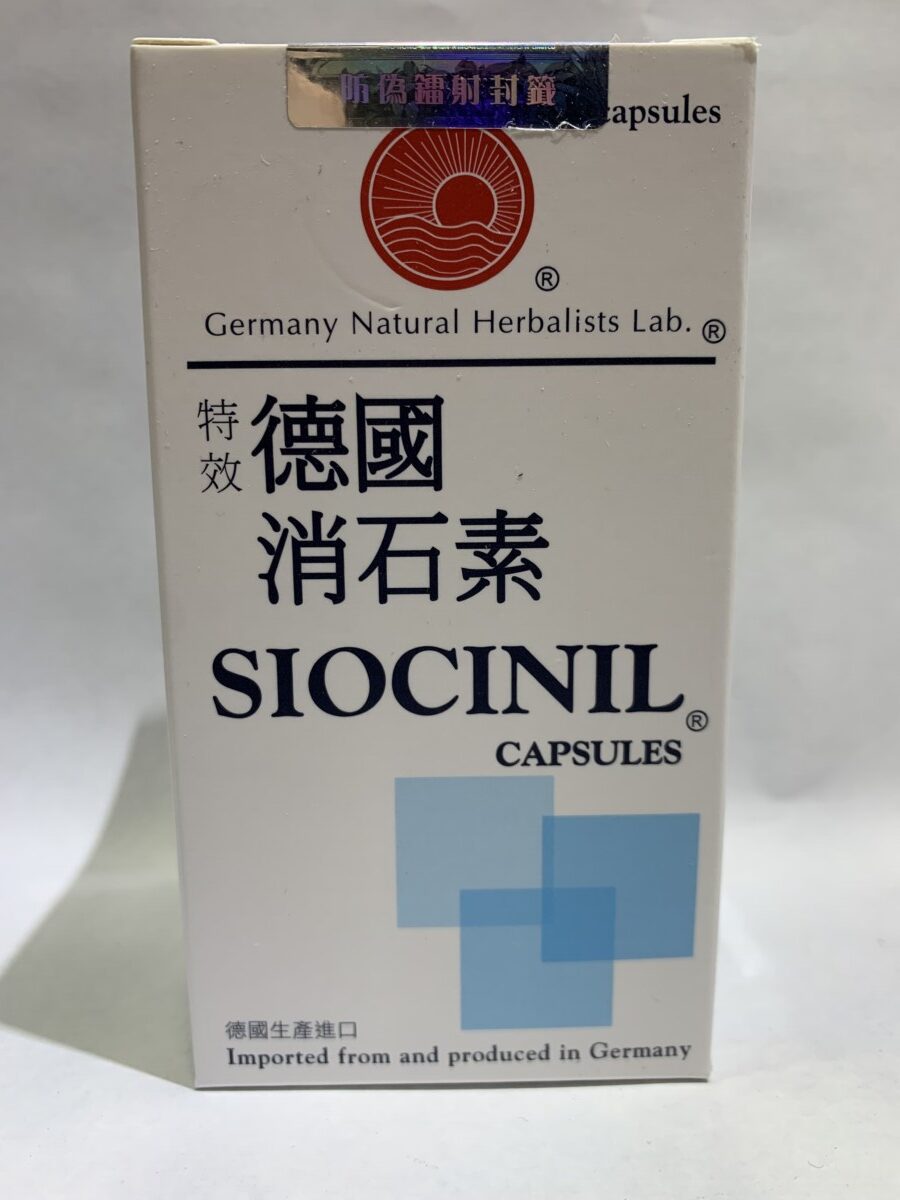 防偽鐳射封籤
capsules
®
Germany Natural Herbalists Lab. ®
特效
德國
消石素
SIOCINIL®
CAPSULES
德國生產進口
Imported from and produced in Germany